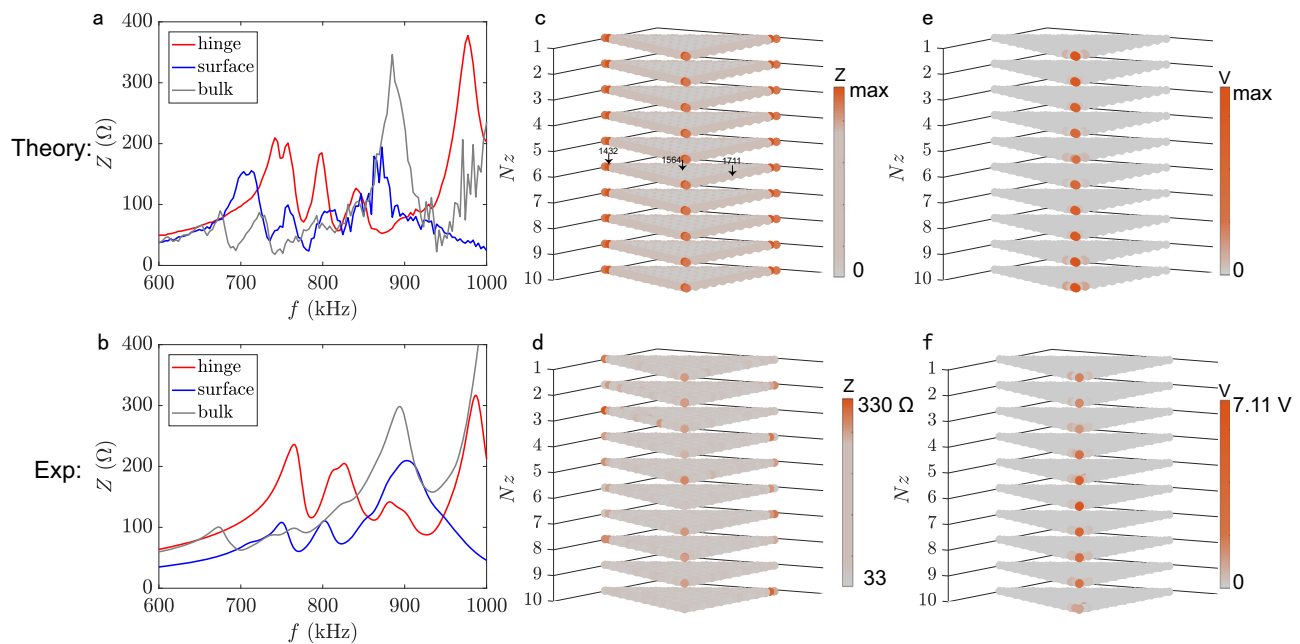 Theory:
a
400
300
200
100
0
Z (Ω)
hinge
surface
bulk
600
700
800
900
1000
f (kHz)
c
1
2
3
4
5
6
7
8
9
10
Nz
1432
1564
1711
Z
max
0
e
1
2
3
4
5
6
7
8
9
10
Nz
V
max
0
Exp:
b
400
300
200
100
0
Z (Ω)
hinge
surface
bulk
600
700
800
900
1000
f (kHz)
d
1
2
3
4
5
6
7
8
9
10
Nz
Z
330 Ω
33
f
1
2
3
4
5
6
7
8
9
10
Nz
V
7.11 V
0